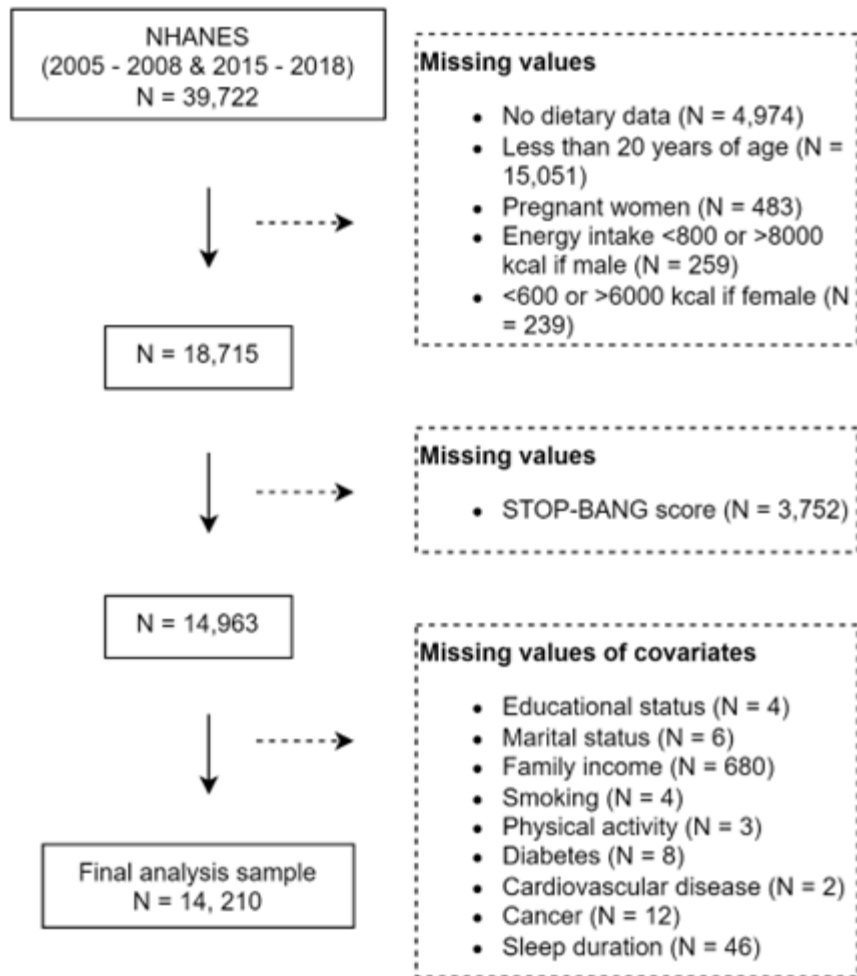 NHANES
(2005 - 2008 & 2015 - 2018)
N = 39,722
Missing values
• No dietary data (N = 4,974)
• Less than 20 years of age (N =
15,051)
• Pregnant women (N = 483)
• Energy intake <800 or >8000
kcal if male (N = 259)
• <600 or >6000 kcal if female (N
= 239)
N = 18,715
Missing values
• STOP-BANG score (N = 3,752)
N = 14,963
Missing values of covariates
• Educational status (N = 4)
• Marital status (N = 6)
• Family income (N = 680)
• Smoking (N = 4)
• Physical activity (N = 3)
• Diabetes (N = 8)
• Cardiovascular disease (N = 2)
• Cancer (N = 12)
• Sleep duration (N = 46)
Final analysis sample
N = 14, 210